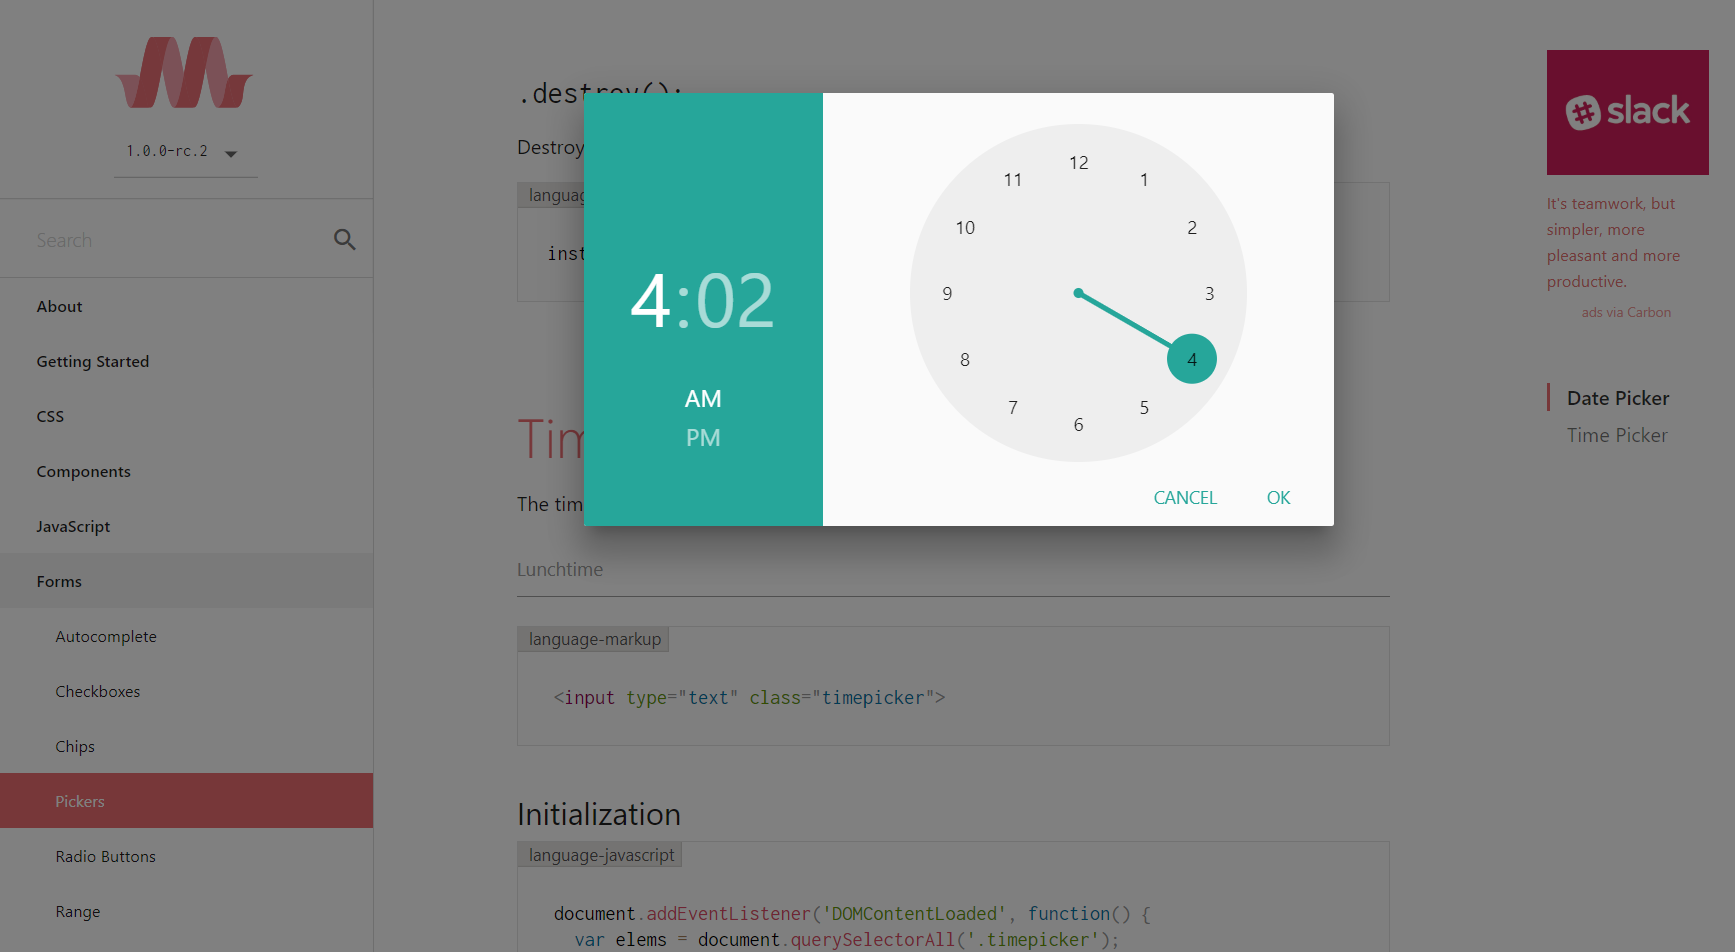 1.0.0-rc.2
Search
About
Getting Started
CSS
Components
JavaScript
Forms
Autocomplete
Checkboxes
Chips
Pickers
Radio Buttons
Range
.destroy();
Destroy
inst
4:02
AM
PM
12
1
2
3
4
5
6
7
8
9
10
11
CANCEL
OK
The
Lunchtime
language-markup
<input type="text" class="timepicker">
Initialization
language-javascript
document.addEventListener('DOMContentLoaded', function() {
var elems = document.querySelectorAll('.timepicker');
slack
It's teamwork, but
simpler, more
pleasant and more
productive.
ads via Carbon
Date Picker
Time Picker